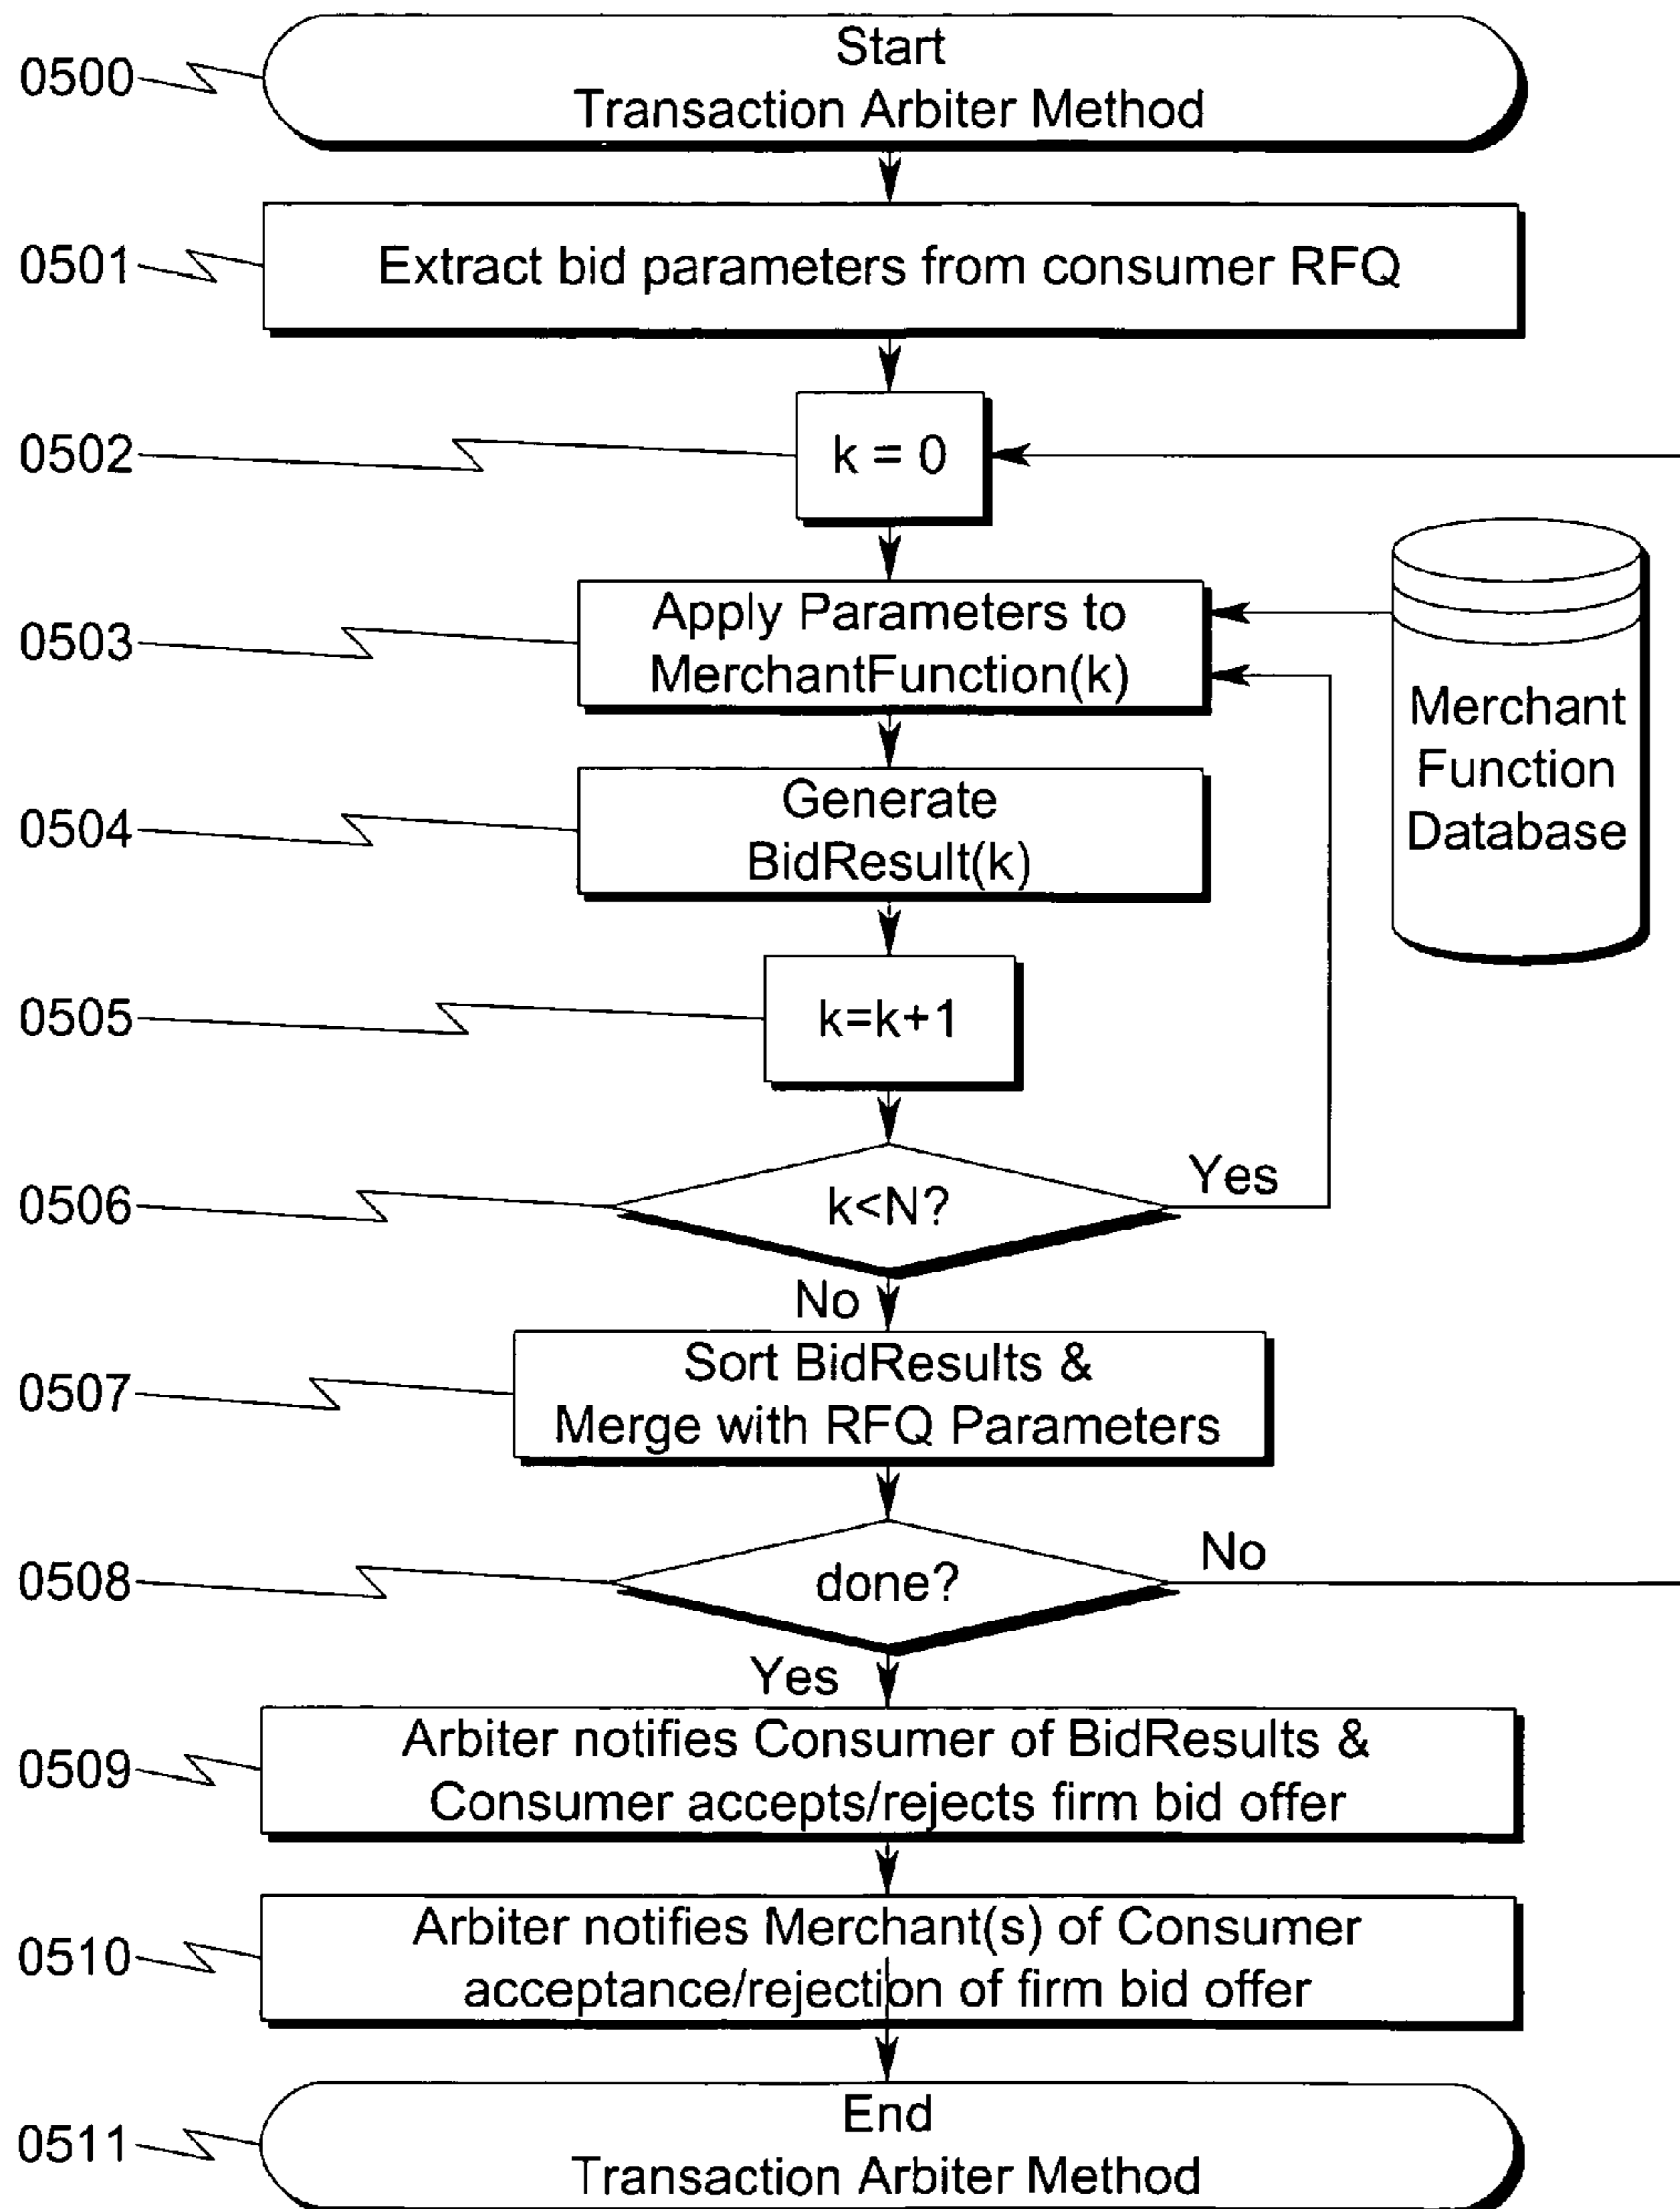 0500
Start
Transaction Arbiter Method
0501
Extract bid parameters from consumer RFQ
0502
k = 0
0503
Apply Parameters to
MerchantFunction(k)
Merchant
Function
Database
0504
Generate
BidResult(k)
0505
k=k+1
0506
k<N?
Yes
No
0507
Sort BidResults &
Merge with RFQ Parameters
0508
done?
No
Yes
0509
Arbiter notifies Consumer of BidResults &
Consumer accepts/rejects firm bid offer
0510
Arbiter notifies Merchant(s) of Consumer
acceptance/rejection of firm bid offer
0511
End
Transaction Arbiter Method